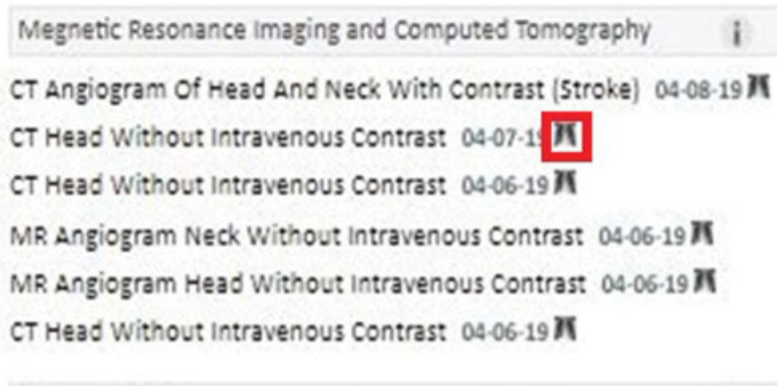 Megnetic Resonance Imaging and Computed Tomography i
CT Angiogram Of Head And Neck With Contrast (Stroke) 04-08-19
CT Head Without Intravenous Contrast 04-07-19
CT Head Without Intravenous Contrast 04-06-19
MR Angiogram Neck Without Intravenous Contrast 04-06-19
MR Angiogram Head Without Intravenous Contrast 04-06-19
CT Head Without Intravenous Contrast 04-06-19